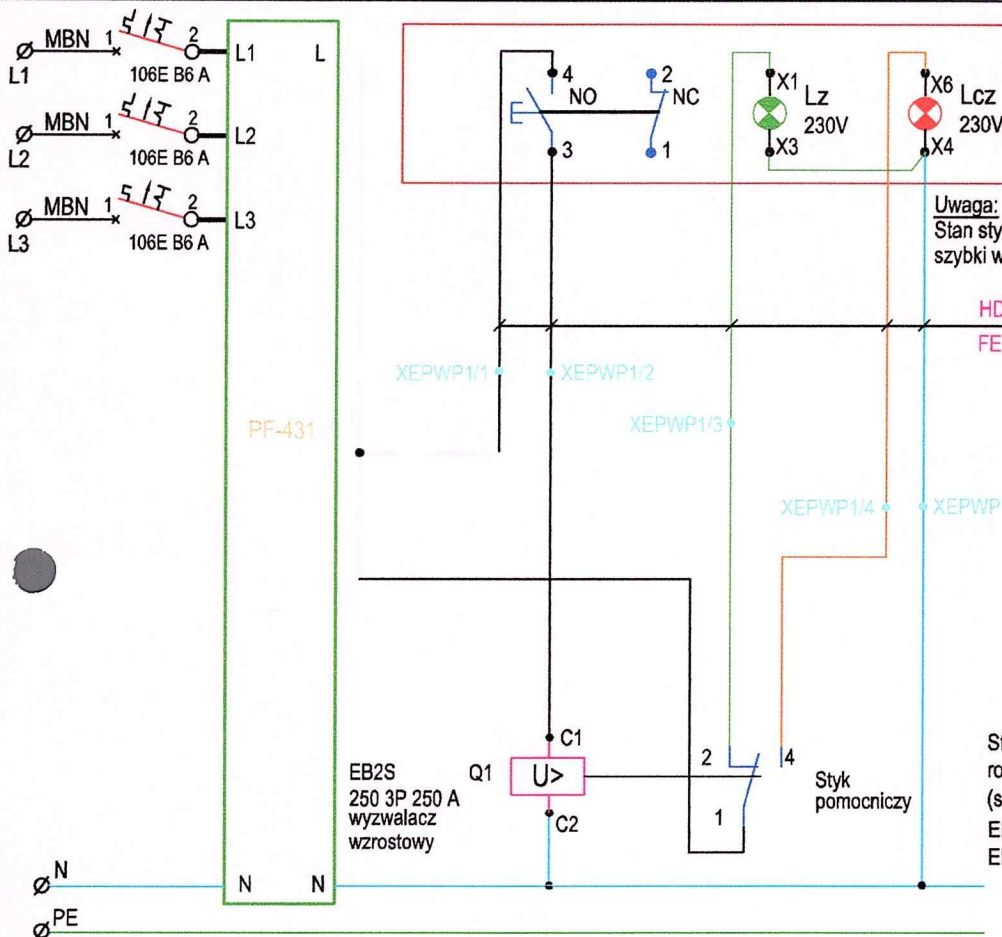 MBN 1 2
L1
106E B6 A
L1 L
MBN 1 2
L2
106E B6 A
L2
MBN 1 2
L3
106E B6 A
L3
PF-431
N
N N
PE
4 2
NO NC
3 1
X1 Lz
230V
X3
X6 Lcz
230V
X4
Uwaga:
Stan
szybki
XEPWP1/1 XEPWP1/2
XEPWP1/3
XEPWP1/4
EB2S
250 3P 250 A
wyzwalacz
wzrostowy
Q1 U>
C1
C2
2 4
1
Styk
pomocniczy